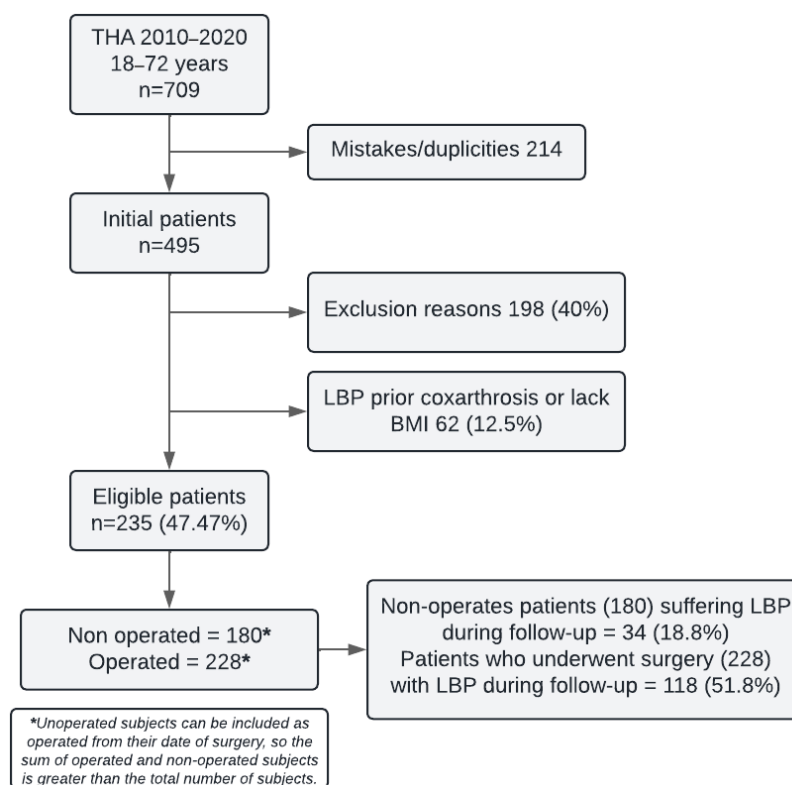 THA 2010–2020
18–72 years
n=709
Mistakes/duplicities 214
Initial patients
n=495
Exclusion reasons 198 (40%)
LBP prior coxarthrosis or lack
BMI 62 (12.5%)
Eligible patients
n=235 (47.47%)
Non operated = 180*
Operated = 228*
Non-operates patients (180) suffering LBP
during follow-up = 34 (18.8%)
Patients who underwent surgery (228)
with LBP during follow-up = 118 (51.8%)
*Unoperated subjects can be included as
operated from their date of surgery, so the
sum of operated and non-operated subjects
is greater than the total number of subjects.